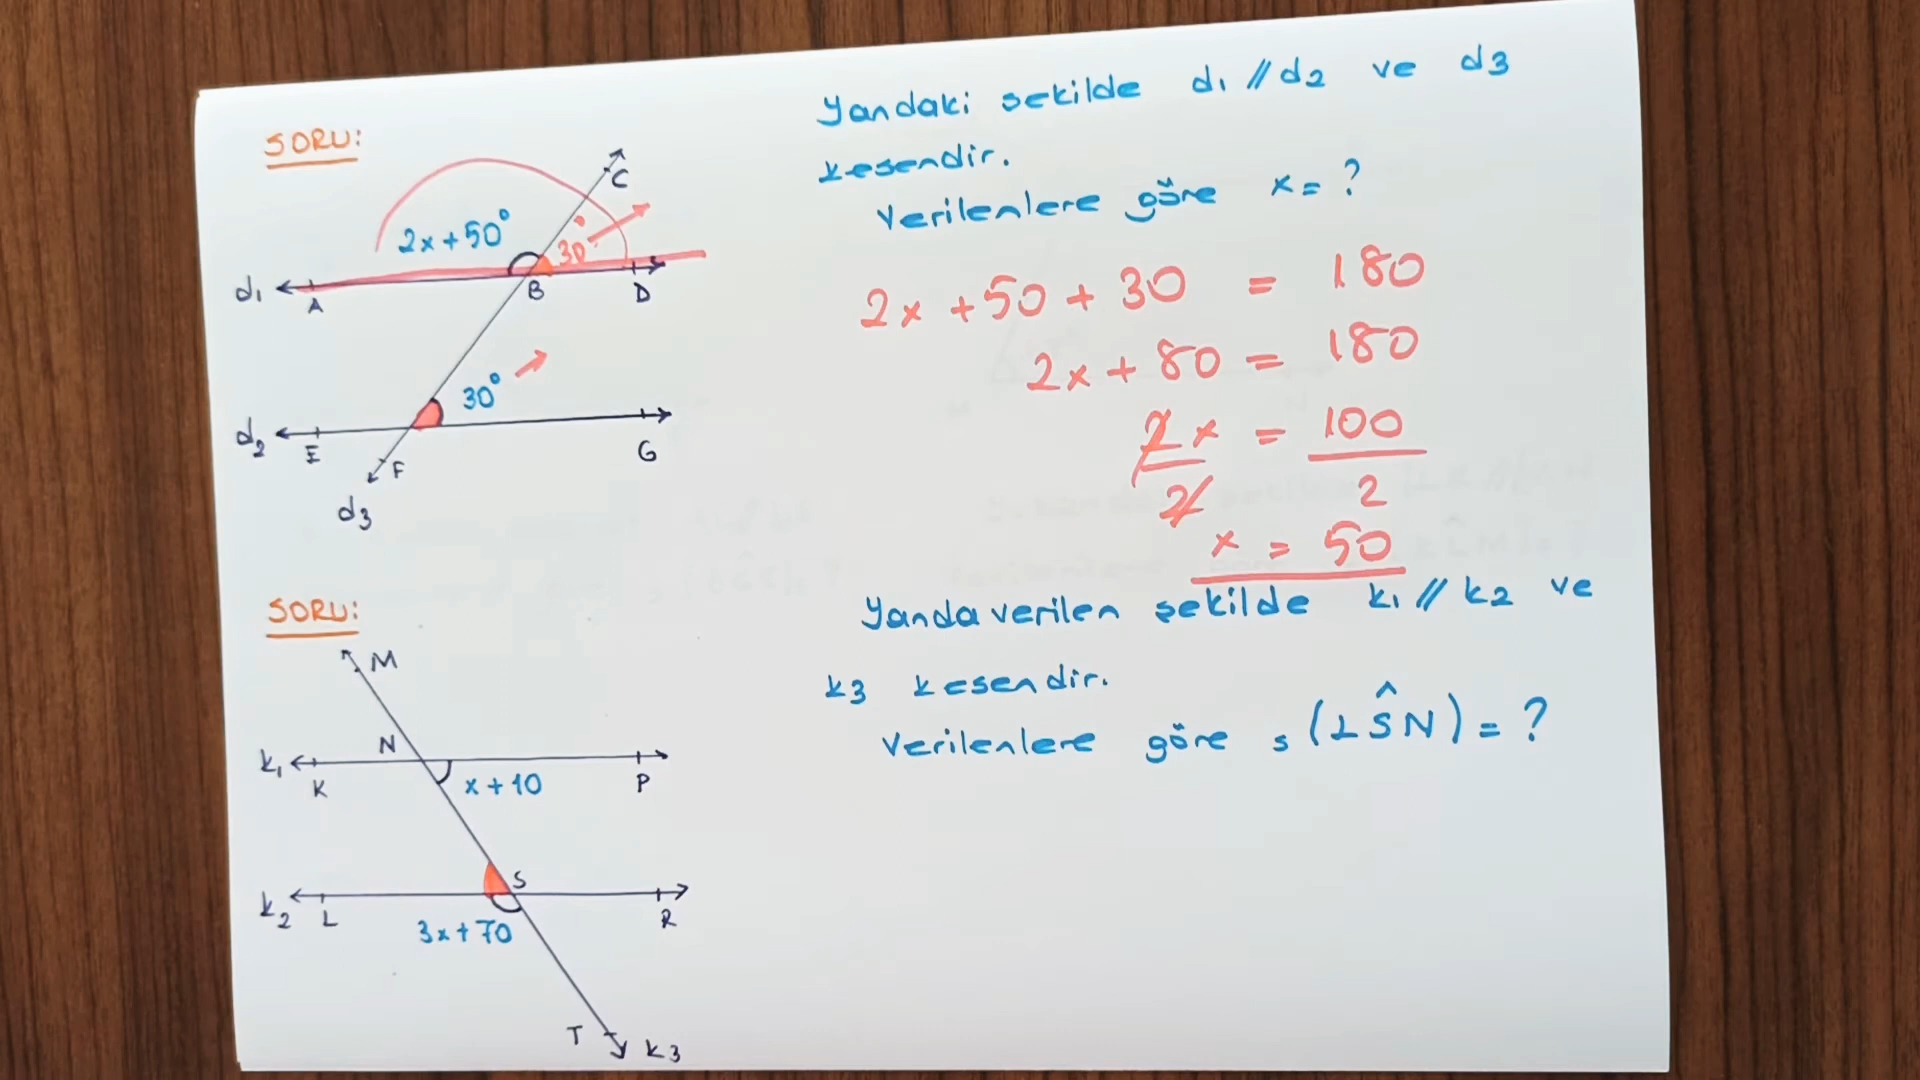 SORU:
C
2x+50°
30°
d1
A
B
D
30°
d2
E
F
G
d3
Yandaki şekilde d1 // d2 ve d3
kesendir.
Verilenlere göre x = ?
2x + 50 + 30 = 180
2x + 80 = 180
2x = 100
2 2
x = 50
SORU:
M
N
k1
K
x + 10
P
S
k2
L
3x + 70
R
T
k3
Yanda verilen şekilde k1 // k2 ve
k3 kesendir.
Verilenlere göre s (LŜN) = ?